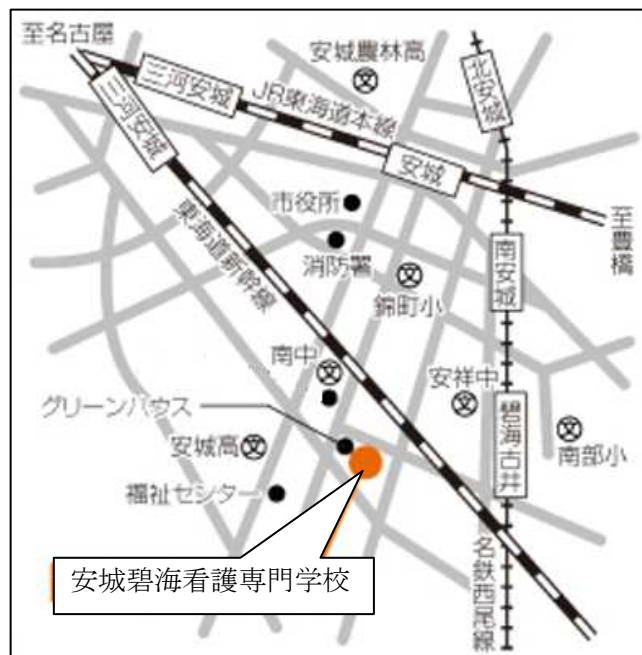 至名古屋
安城農林高
三河安城
JR東海道本線
安城
北安城
三河安城
市役所
消防署
東海道新幹線
至豊橋
南安城
錦町小
南中
安祥中
グリーンハウス
安城高
碧海古井
南部小
福祉センター
安城碧海看護専門学校
名鉄西尾線